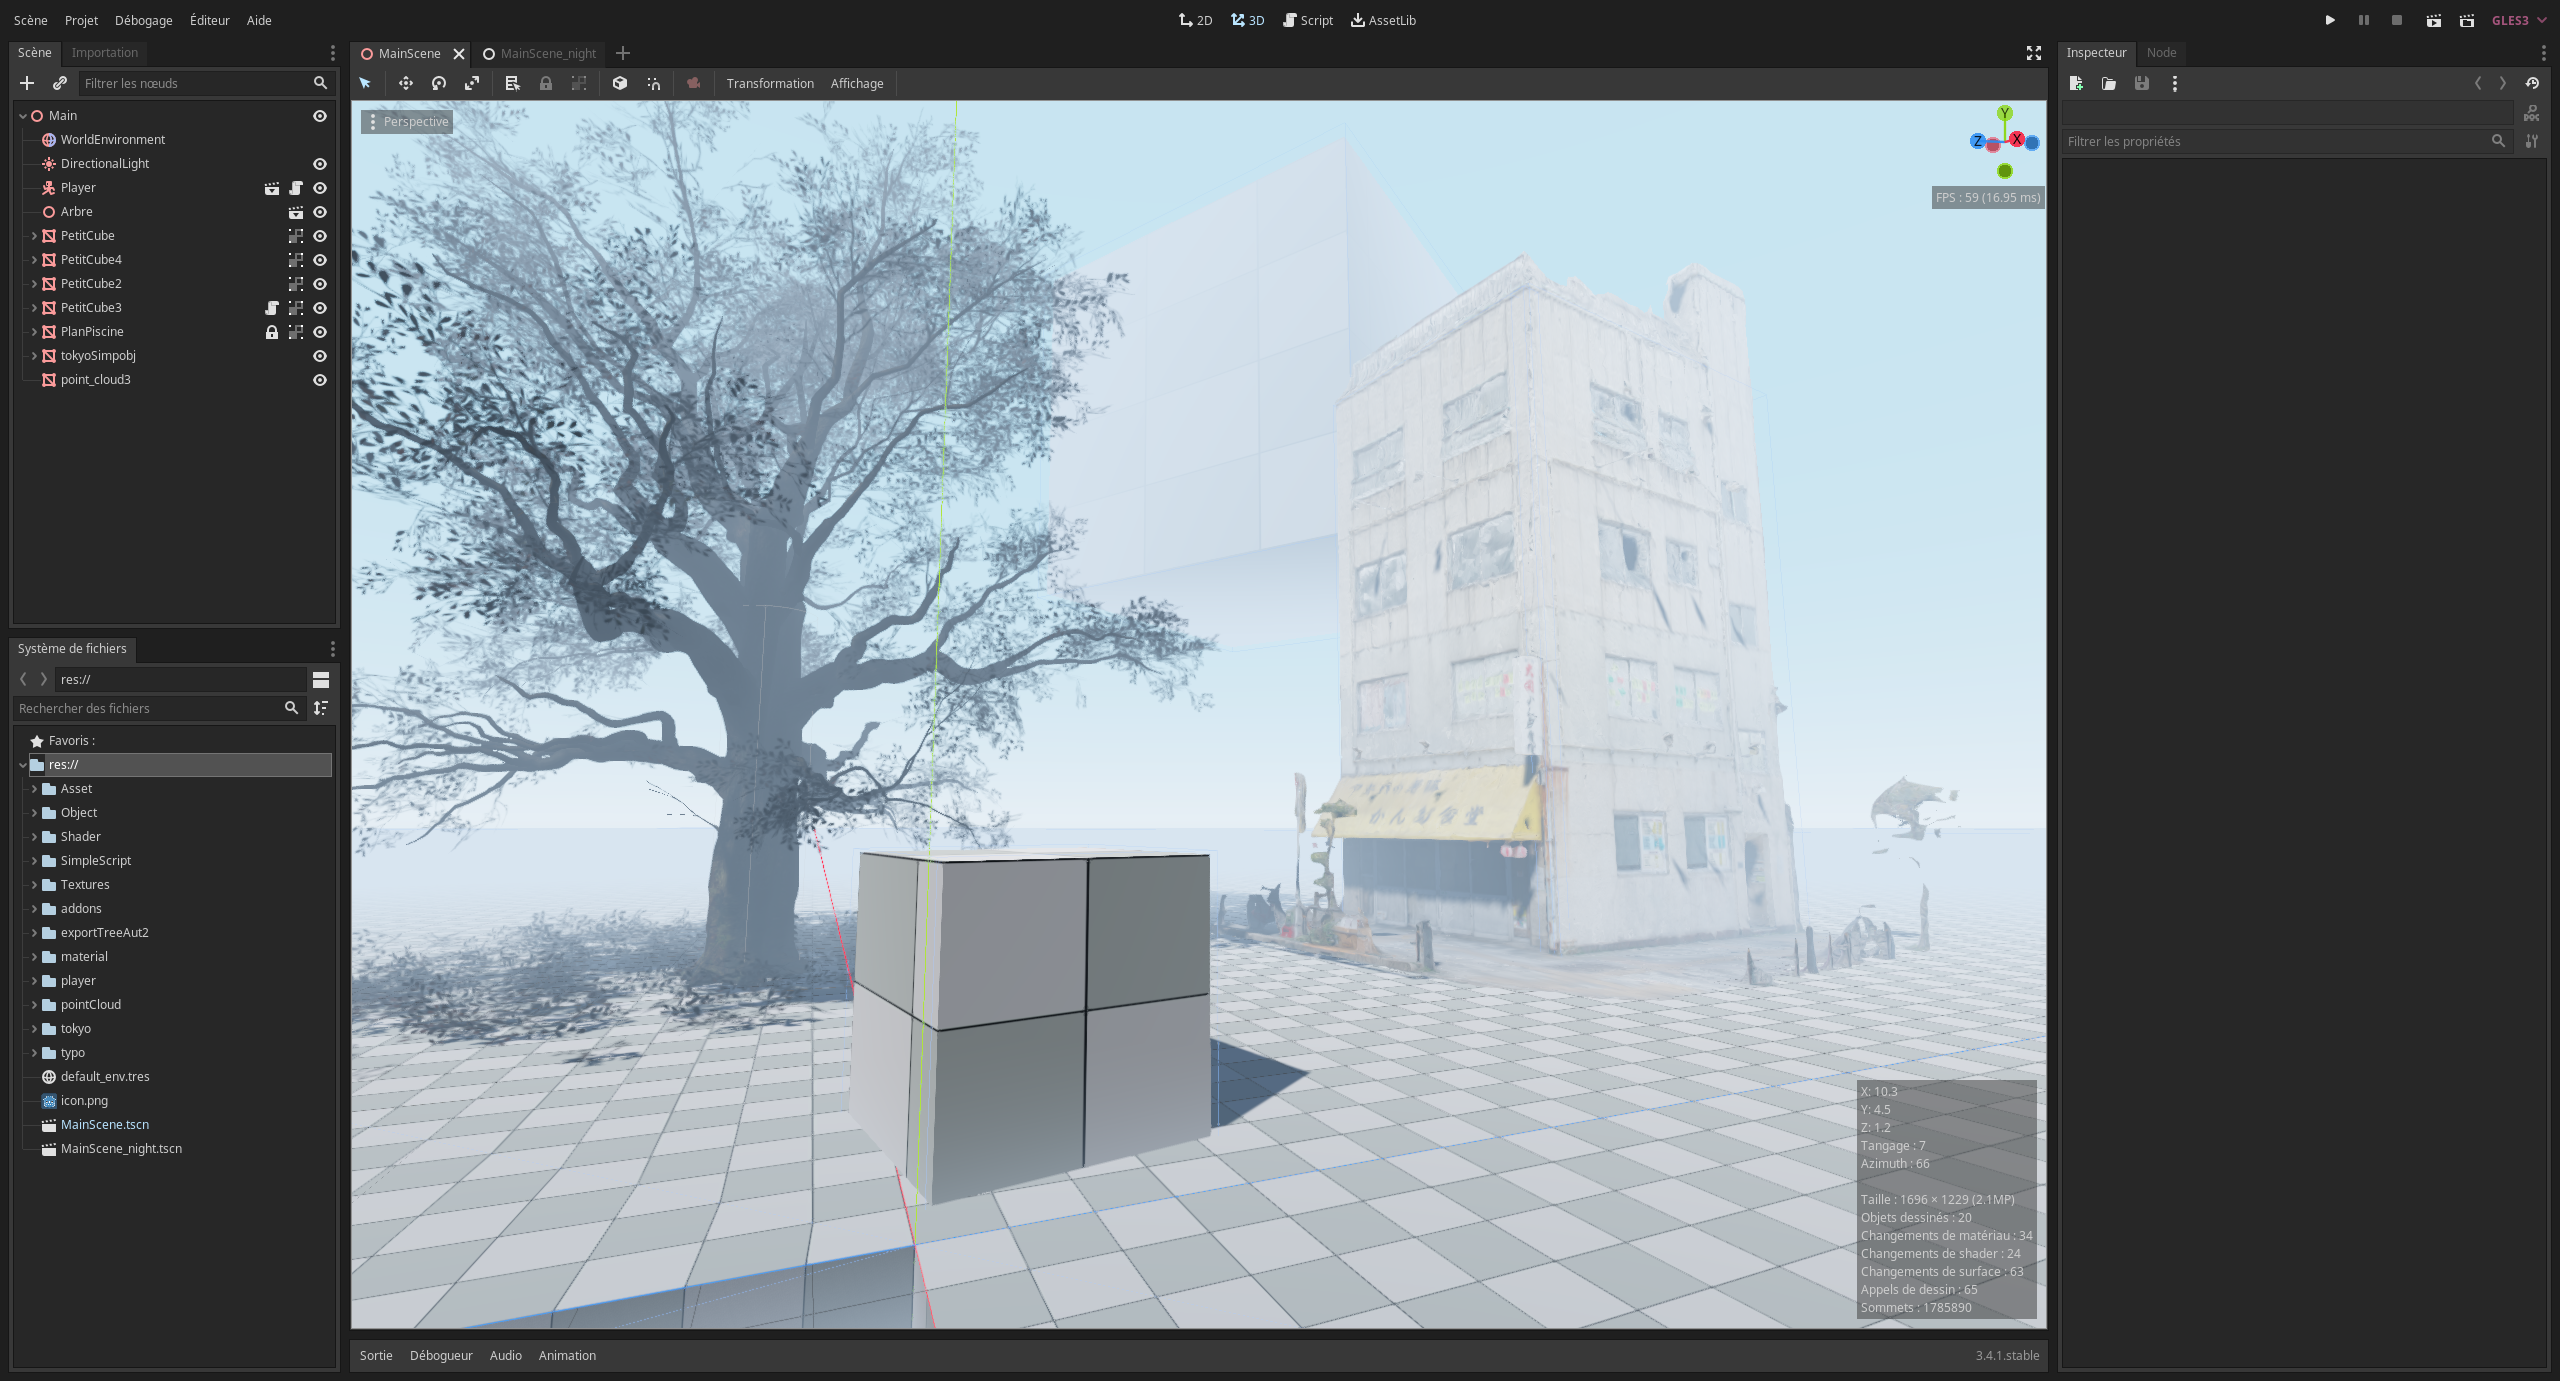 Scène Projet Débogage Éditeur Aide
2D 3D Script AssetLib
GLES3
Scène Importation
Filtrer les nœuds
Main
WorldEnvironment
DirectionalLight
Player
Arbre
PetitCube
PetitCube4
PetitCube2
PetitCube3
PlanPiscine
tokyoSimpobj
point_cloud3
Système de fichiers
res://
Rechercher des fichiers
Favoris :
res://
Asset
Object
Shader
SimpleScript
Textures
addons
exportTreeAut2
material
player
pointCloud
tokyo
typo
default_env.tres
icon.png
MainScene.tscn
MainScene_night.tscn
MainScene MainScene_night
Transformation Affichage
Perspective
Y
Z X
FPS : 59 (16.95 ms)
X: 10.3
Y: 4.5
Z: 1.2
Tangage : 7
Azimuth : 66
Taille : 1696 × 1229 (2.1MP)
Objets dessinés : 20
Changements de matériau : 34
Changements de shader : 24
Changements de surface : 63
Appels de dessin : 65
Sommets : 1785890
Sortie Débogueur Audio Animation
3.4.1.stable
Inspecteur Node
Filtrer les propriétés